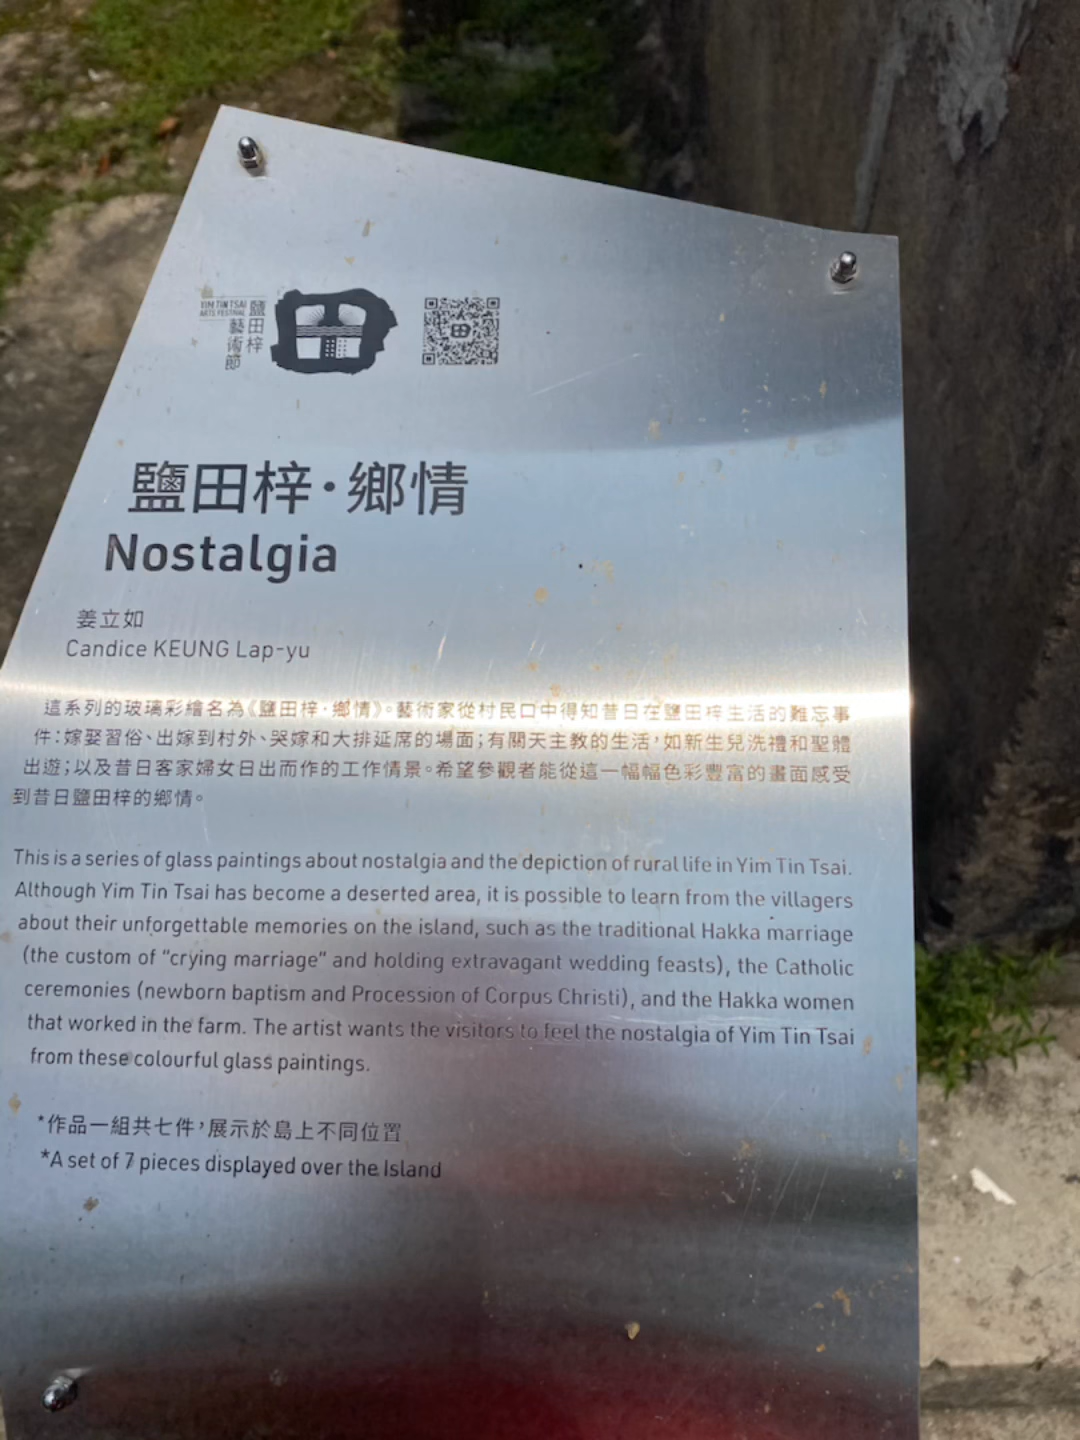 YIM TIN TSAI
ARTS FESTIVAL
鹽田梓
藝術節
鹽田梓·鄉情
Nostalgia
姜立如
Candice KEUNG Lap-yu
這系列的玻璃彩繪名為《鹽田梓·鄉情》。藝術家從村民口中得知昔日在鹽田梓生活的難忘事
件：嫁娶習俗、出嫁到村外、哭嫁和大排延席的場面；有關天主教的生活，如新生兒洗禮和聖體
出遊；以及昔日客家婦女日出而作的工作情景。希望參觀者能從這一幅幅色彩豐富的畫面感受
到昔日鹽田梓的鄉情。
This is a series of glass paintings about nostalgia and the depiction of rural life in Yim Tin Tsai.
Although Yim Tin Tsai has become a deserted area, it is possible to learn from the villagers
about their unforgettable memories on the island, such as the traditional Hakka marriage
(the custom of "crying marriage" and holding extravagant wedding feasts), the Catholic
ceremonies (newborn baptism and Procession of Corpus Christi), and the Hakka women
that worked in the farm. The artist wants the visitors to feel the nostalgia of Yim Tin Tsai
from these colourful glass paintings.
*作品一組共七件，展示於島上不同位置
*A set of 7 pieces displayed over the Island